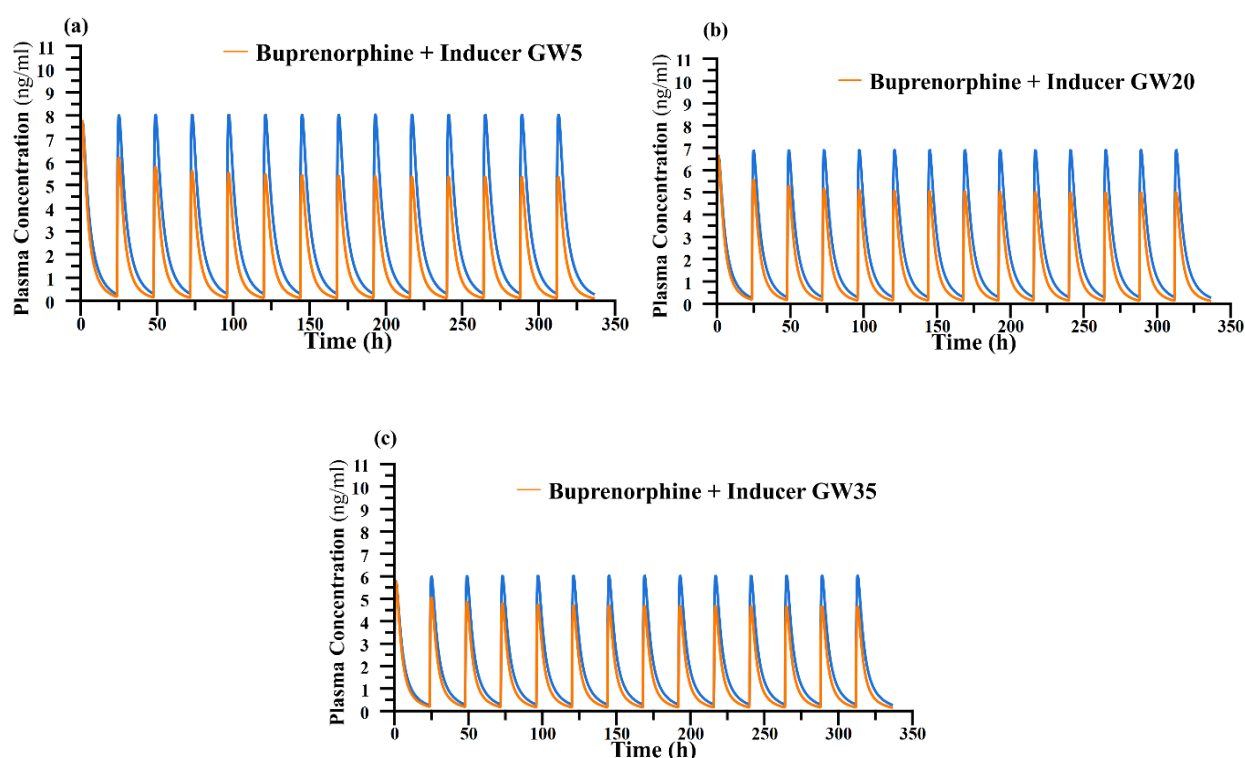 (a)
Buprenorphine + Inducer GW5
Plasma Concentration (ng/ml)
11
10
9
8
7
6
5
4
3
2
1
0
0 50 100 150 200 250 300 350
Time (h)
(b)
Buprenorphine + Inducer GW20
Plasma Concentration (ng/ml)
11
10
9
8
7
6
5
4
3
2
1
0
0 50 75 100 150 200 250 300 350
Time (h)
(c)
Buprenorphine + Inducer GW35
Plasma Concentration (ng/ml)
11
10
9
8
7
6
5
4
3
2
1
0
0 50 100 150 200 250 300 350
Time (h)